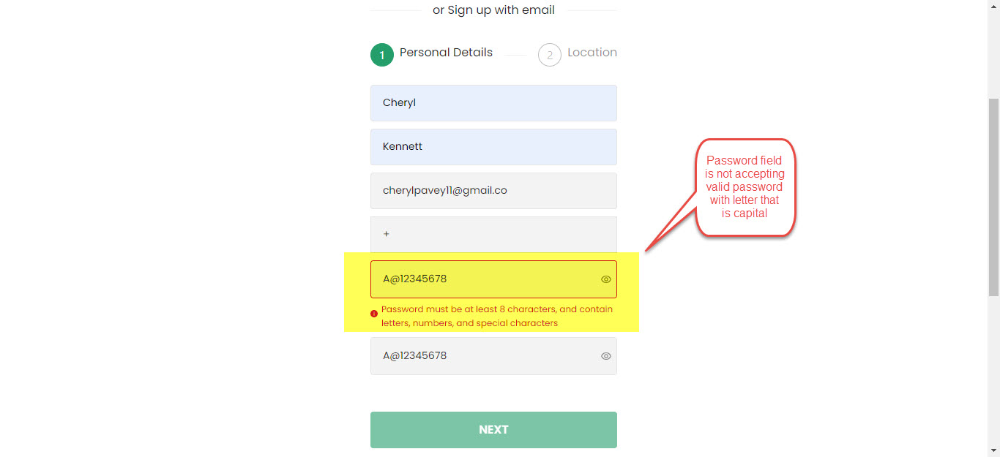 or Sign up with email
1 Personal Details
2 Location
Cheryl
Kennett
cherylpavey11@gmail.co
+
A@12345678
Password must be at least 8 characters, and contain
letters, numbers, and special characters
A@12345678
NEXT
Password field
is not accepting
valid password
with letter that
is capital